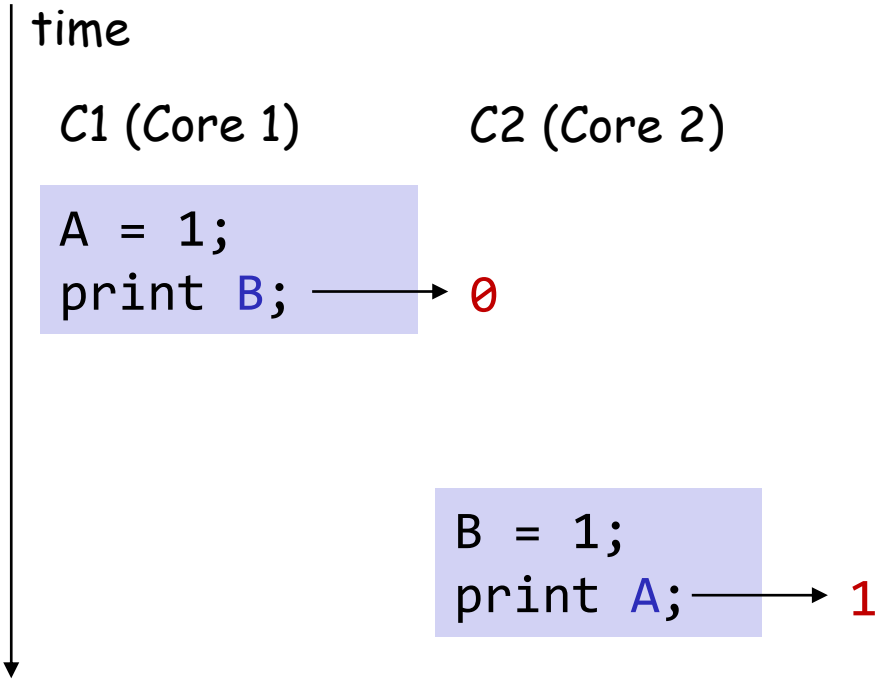 time
C1 (Core 1) C2 (Core 2)
A = 1;
print B; 0
B = 1;
print A; 1